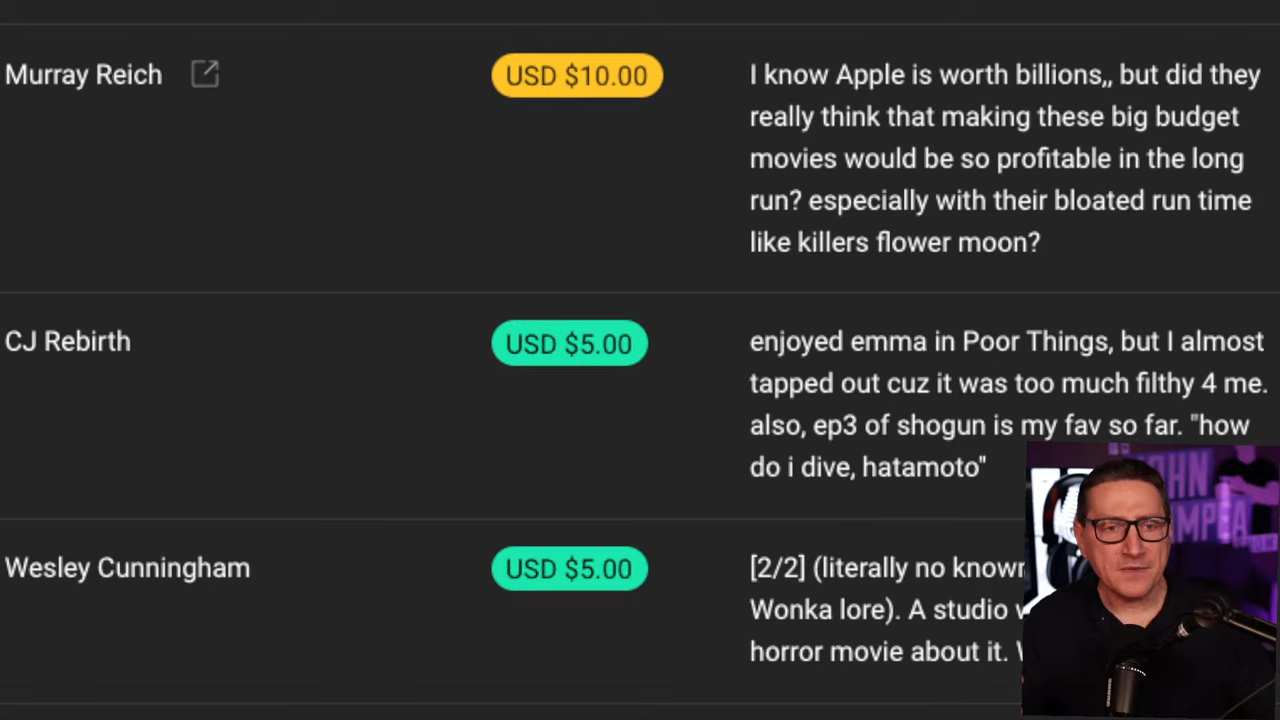 Murray Reich
USD $10.00
I know Apple is worth billions,, but did they
really think that making these big budget
movies would be so profitable in the long
run? especially with their bloated run time
like killers flower moon?
CJ Rebirth
USD $5.00
enjoyed emma in Poor Things, but I almost
tapped out cuz it was too much filthy 4 me.
also, ep3 of shogun is my fav so far. "how
do i dive, hatamoto"
Wesley Cunningham
USD $5.00
[2/2] (literally no known
Wonka lore). A studio
horror movie about it.